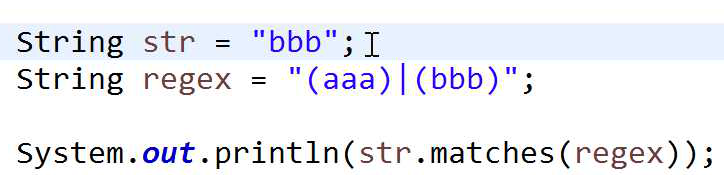 String str = "bbb";
String regex = "(aaa)|(bbb)";
System.out.println(str.matches(regex));